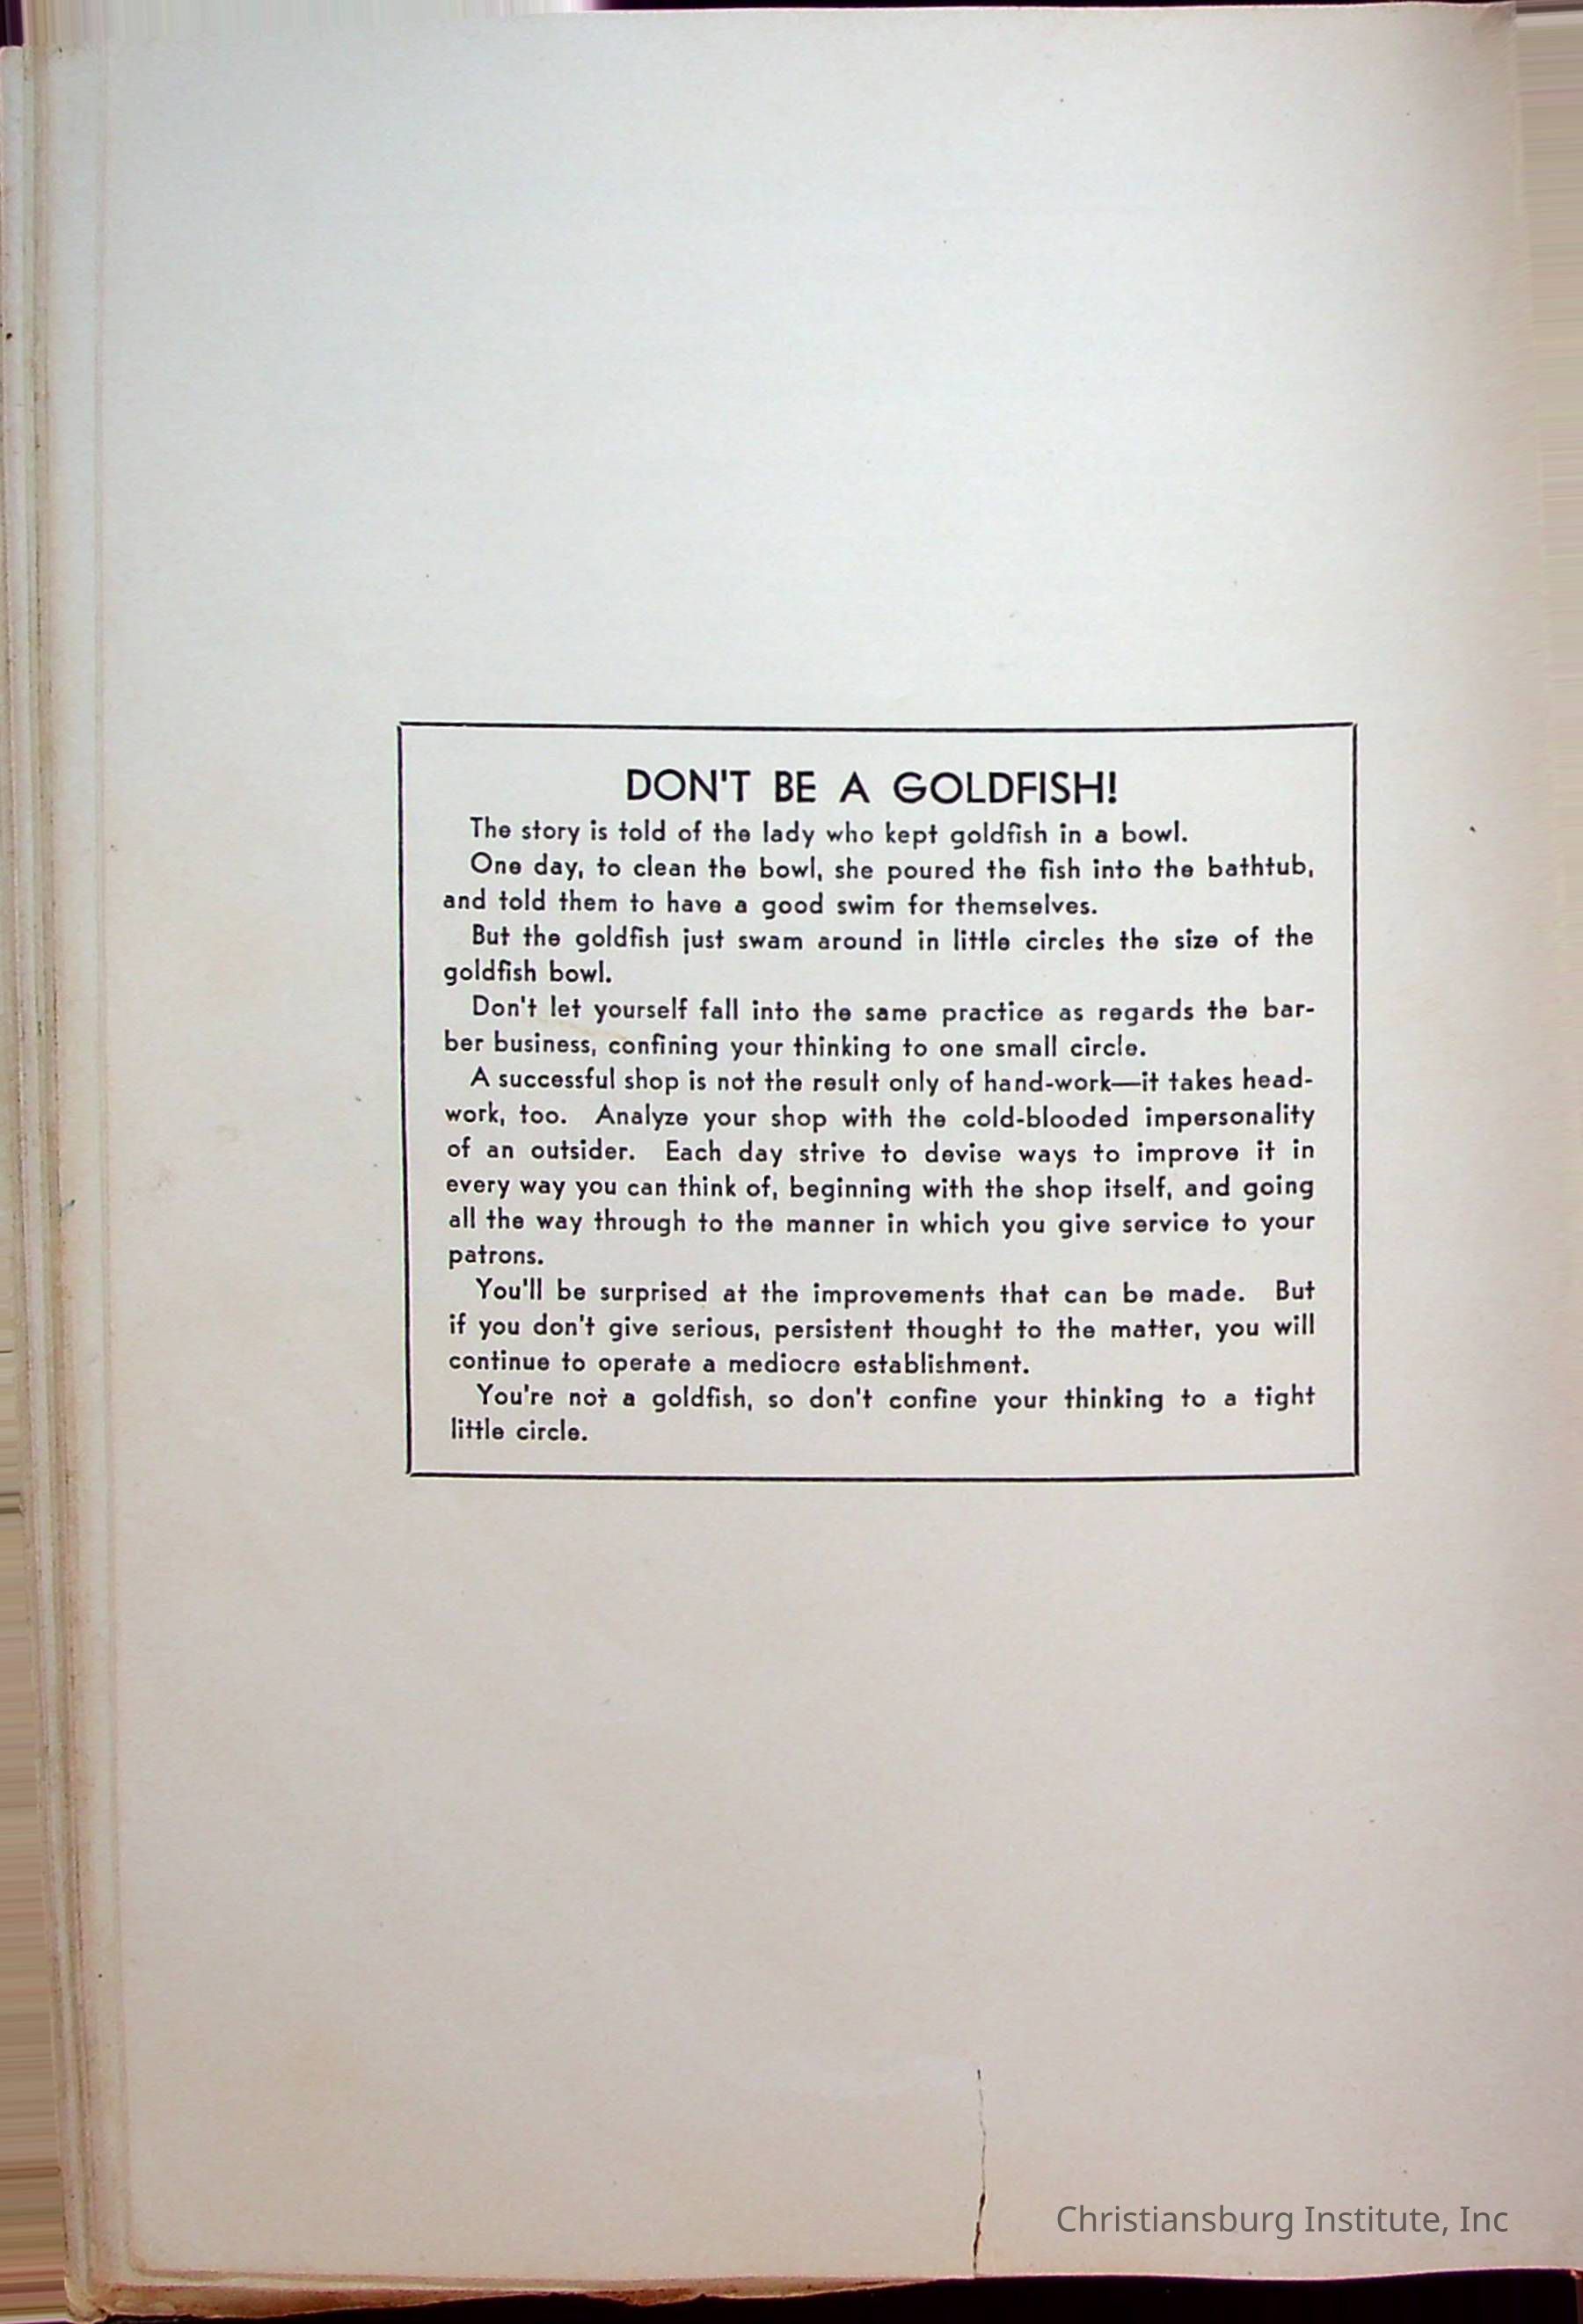 DON'T BE A GOLDFISH!
The story is told of the lady who kept goldfish in a bowl.
One day, to clean the bowl, she poured the fish into the bathtub,
and told them to have a good swim for themselves.
But the goldfish just swam around in little circles the size of the
goldfish bowl.
Don't let yourself fall into the same practice as regards the bar-
ber business, confining your thinking to one small circle.
A successful shop is not the result only of hand-work—it takes head-
work, too. Analyze your shop with the cold-blooded impersonality
of an outsider. Each day strive to devise ways to improve it in
every way you can think of, beginning with the shop itself, and going
all the way through to the manner in which you give service to your
patrons.
You'll be surprised at the improvements that can be made. But
if you don't give serious, persistent thought to the matter, you will
continue to operate a mediocre establishment.
You're not a goldfish, so don't confine your thinking to a tight
little circle.
Christiansburg Institute, Inc